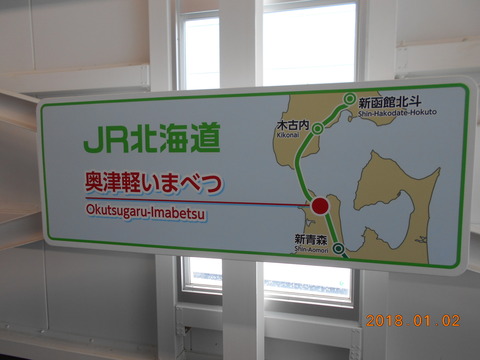 JR北海道
奥津軽いまべつ
Okutsugaru-Imabetsu
新函館北斗
Shin-Hakodate-Hokuto
木古内
Kikonai
新青森
Shin-Aomori
2018.01.02